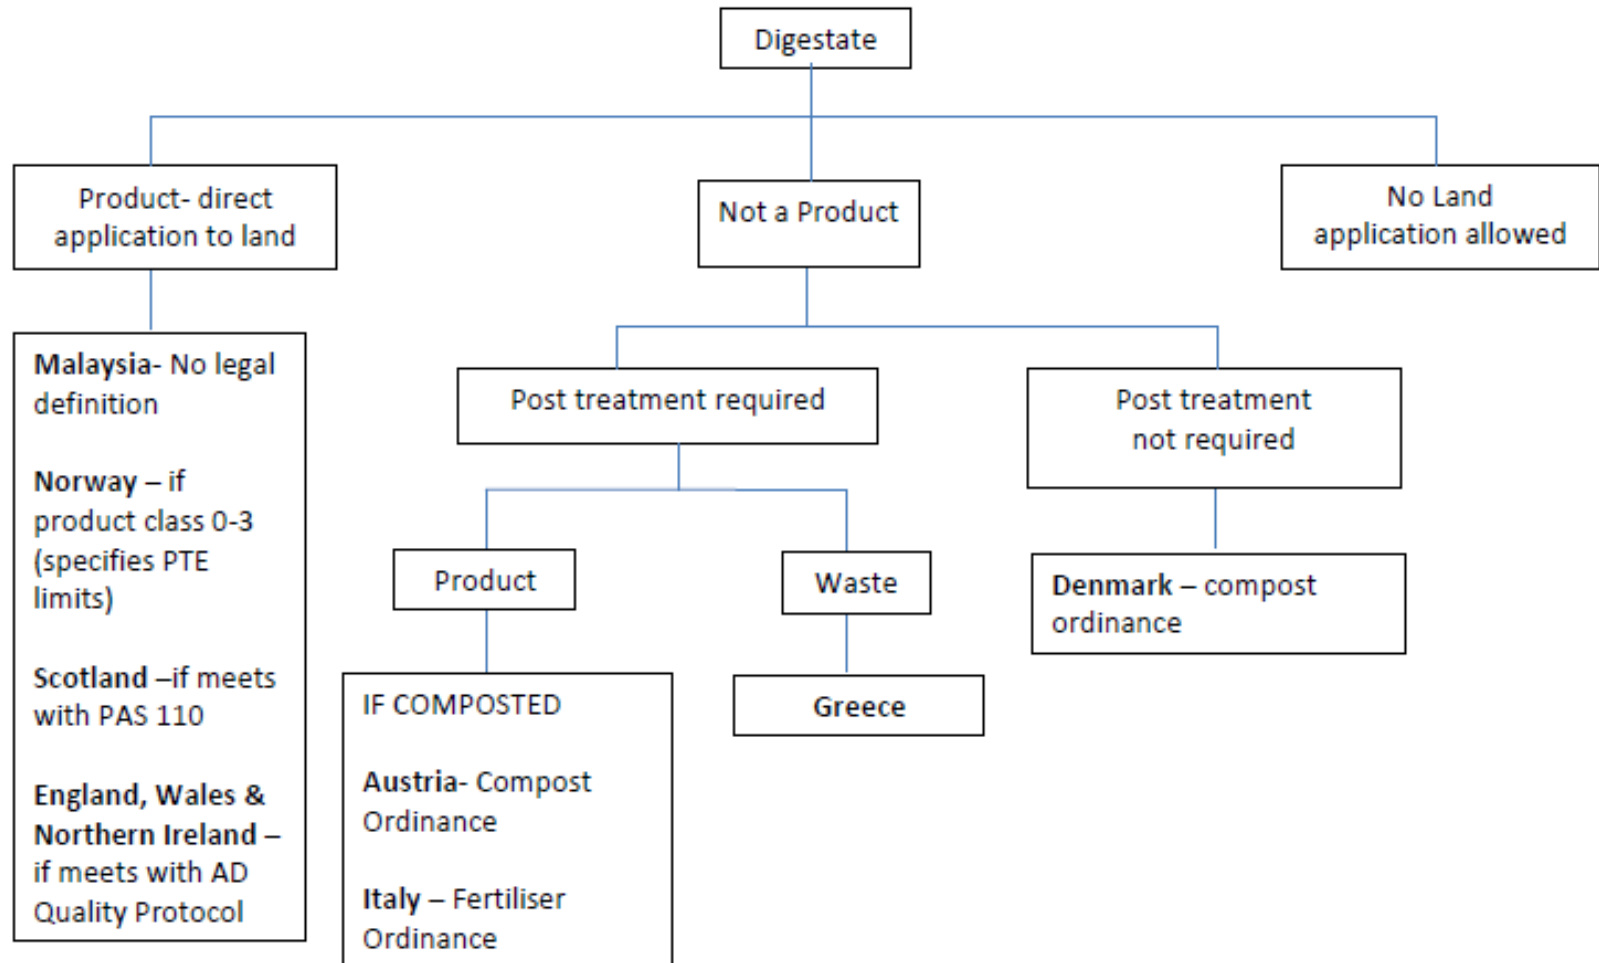 Digestate
Product- direct
application to land
Not a Product
No Land
application allowed
Malaysia- No legal
definition
Norway – if
product class 0-3
(specifies PTE
limits)
Scotland –if meets
with PAS 110
England, Wales &
Northern Ireland –
if meets with AD
Quality Protocol
Post treatment required
Post treatment
not required
Product
Waste
Denmark – compost
ordinance
IF COMPOSTED
Austria- Compost
Ordinance
Italy – Fertiliser
Ordinance
Greece